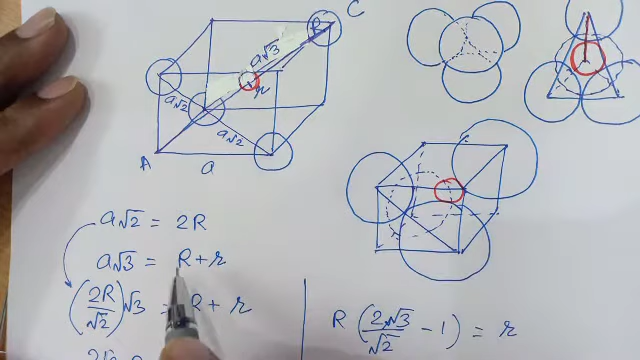 C
R
a√3
r
a√2
a√2
A
a
a√2 = 2R
a√3 = R + r
(2R/√2)√3 = R + r
R (2√3/√2 - 1) = r